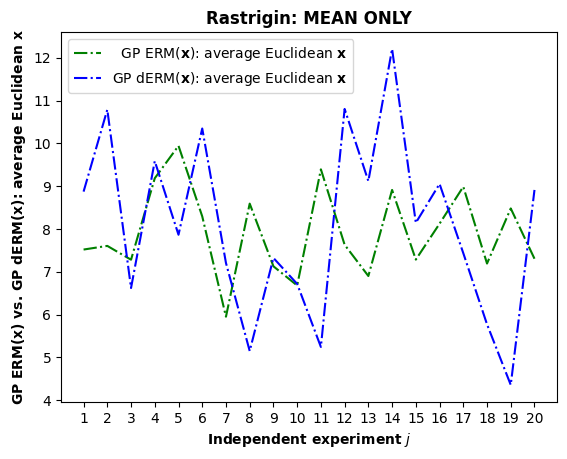 Rastrigin: MEAN ONLY
GP ERM(x) vs. GP dERM(x): average Euclidean x
12
11
10
9
8
7
6
5
4
GP ERM(x): average Euclidean x
GP dERM(x): average Euclidean x
1 2 3 4 5 6 7 8 9 10 11 12 13 14 15 16 17 18 19 20
Independent experiment j